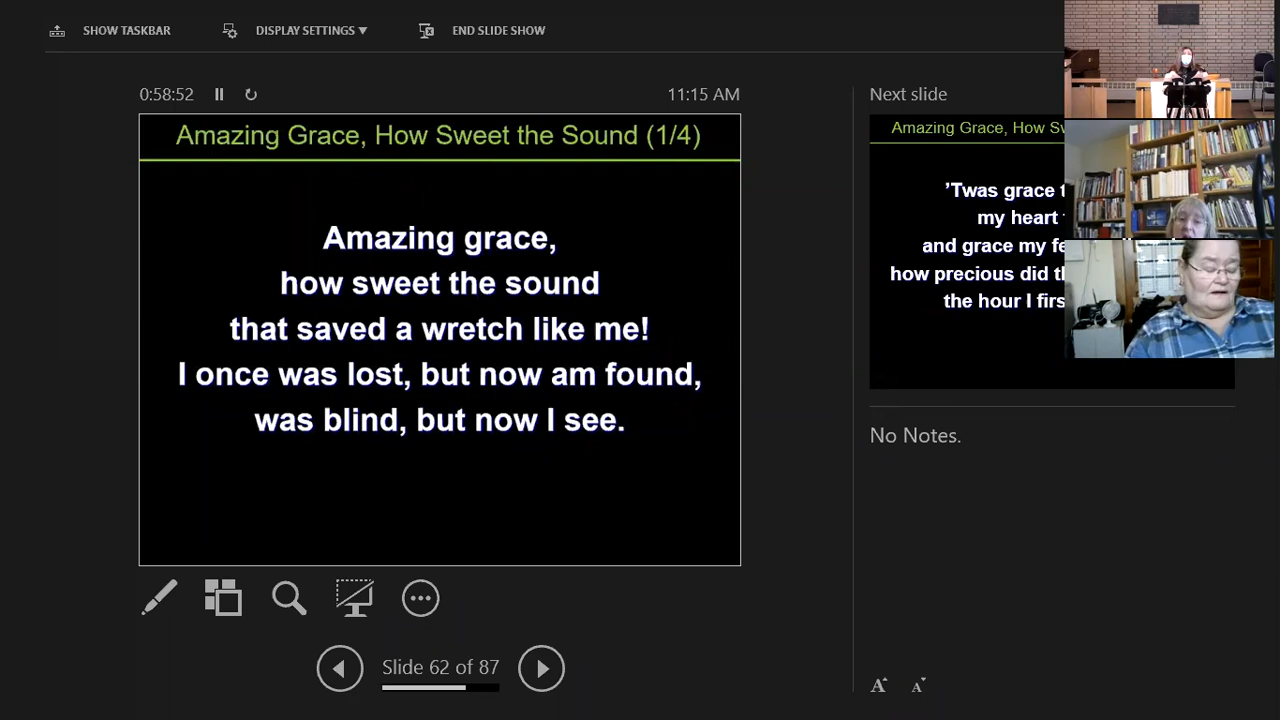 SHOW TASKBAR
DISPLAY SETTINGS
END SLIDE SHOW
0:58:52
11:15 AM
Amazing Grace, How Sweet the Sound (1/4)
Amazing grace,
how sweet the sound
that saved a wretch like me!
I once was lost, but now am found,
was blind, but now I see.
Slide 62 of 87
Next slide
Amazing Grace, How
’Twas grace
my heart
and grace my
how precious did
the hour I
No Notes.
A
A